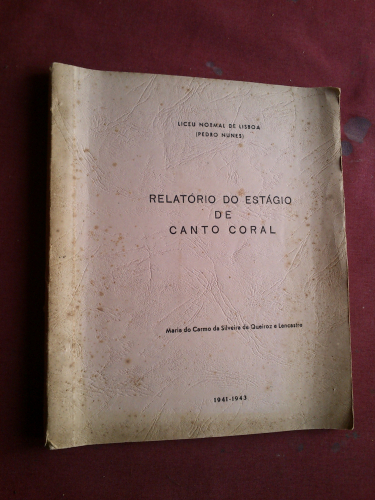 LICEU NORMAL DE LISBOA
(PEDRO NUNES)
RELATÓRIO DO ESTÁGIO
DE
CANTO CORAL
Maria do Carmo da Silveira de Queiroz e Lencastre
1941-1943